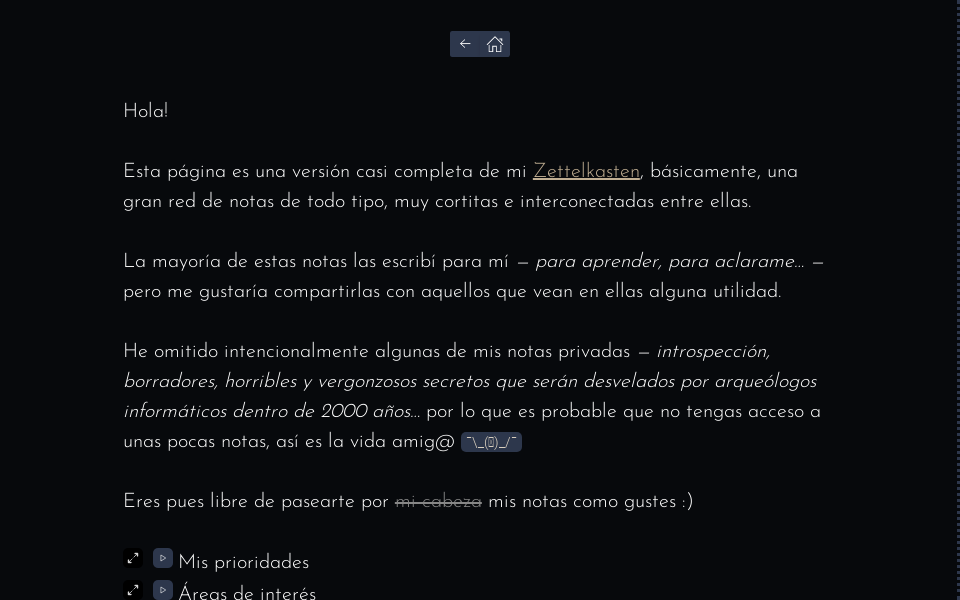 Hola!
Esta página es una versión casi completa de mi Zettelkasten, básicamente, una
gran red de notas de todo tipo, muy cortitas e interconectadas entre ellas.
La mayoría de estas notas las escribí para mí – para aprender, para aclarame... –
pero me gustaría compartirlas con aquellos que vean en ellas alguna utilidad.
He omitido intencionalmente algunas de mis notas privadas – introspección,
borradores, horribles y vergonzosos secretos que serán desvelados por arqueólogos
informáticos dentro de 2000 años... por lo que es probable que no tengas acceso a
unas pocas notas, así es la vida amig@ ¯\_(▯)_/¯
Eres pues libre de pasearte por mi cabeza mis notas como gustes :)
Mis prioridades
Áreas de interés